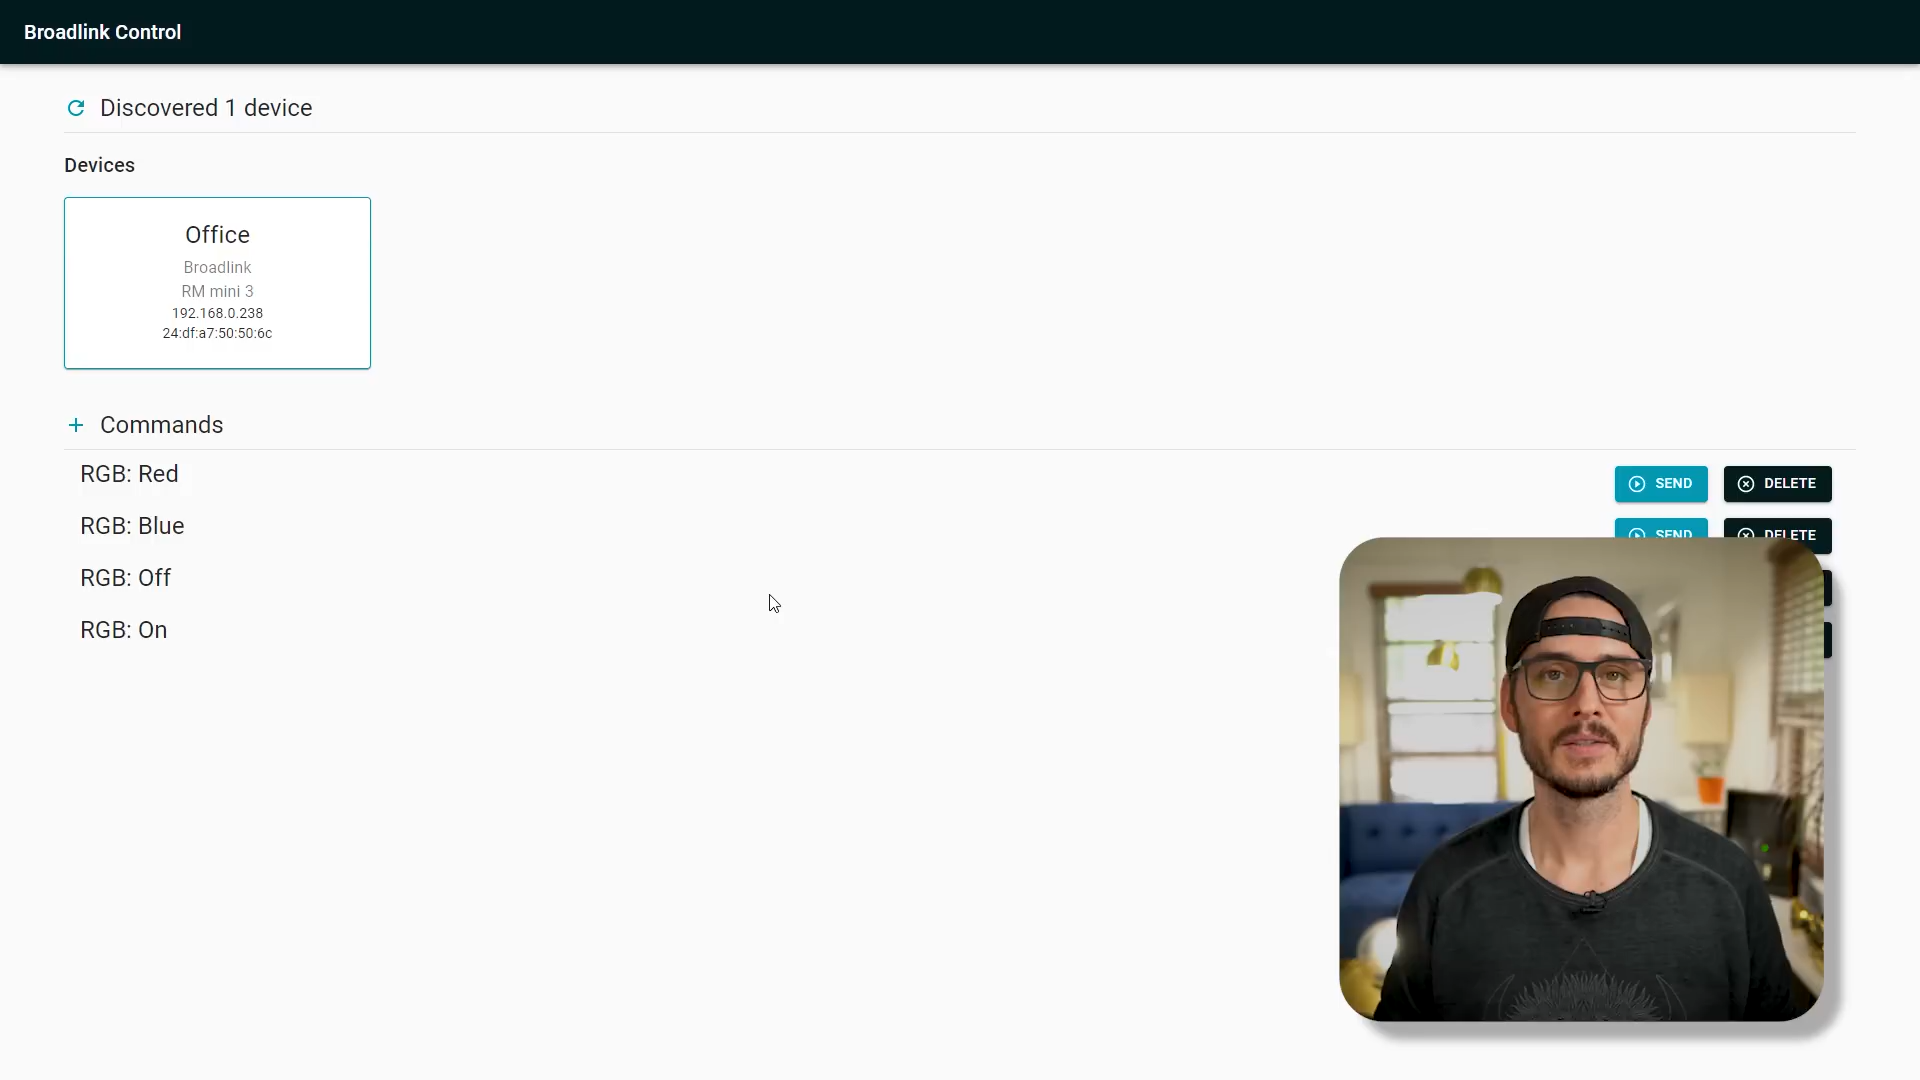 Broadlink Control
Discovered 1 device
Devices
Office
Broadlink
RM mini 3
192.168.0.238
24:df:a7:50:50:6c
Commands
RGB: Red
SEND
DELETE
RGB: Blue
SEND
DELETE
RGB: Off
RGB: On